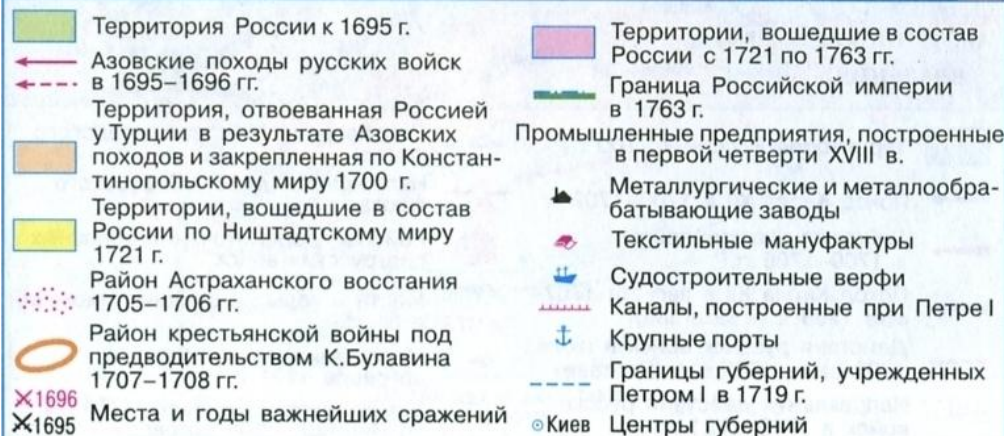 Территория России к 1695 г.
Азовские походы русских войск
в 1695–1696 гг.
Территория, отвоеванная Россией
у Турции в результате Азовских
походов и закрепленная по Констан-
тинопольскому миру 1700 г.
Территории, вошедшие в состав
России по Ништадтскому миру
1721 г.
Район Астраханского восстания
1705–1706 гг.
Район крестьянской войны под
предводительством К.Булавина
1707–1708 гг.
1696
1695
Места и годы важнейших сражений
Территории, вошедшие в состав
России с 1721 по 1763 гг.
Граница Российской империи
в 1763 г.
Промышленные предприятия, построенные
в первой четверти XVIII в.
Металлургические и металлообра-
батывающие заводы
Текстильные мануфактуры
Судостроительные верфи
Каналы, построенные при Петре I
Крупные порты
Границы губерний, учрежденных
Петром I в 1719 г.
Киев Центры губерний